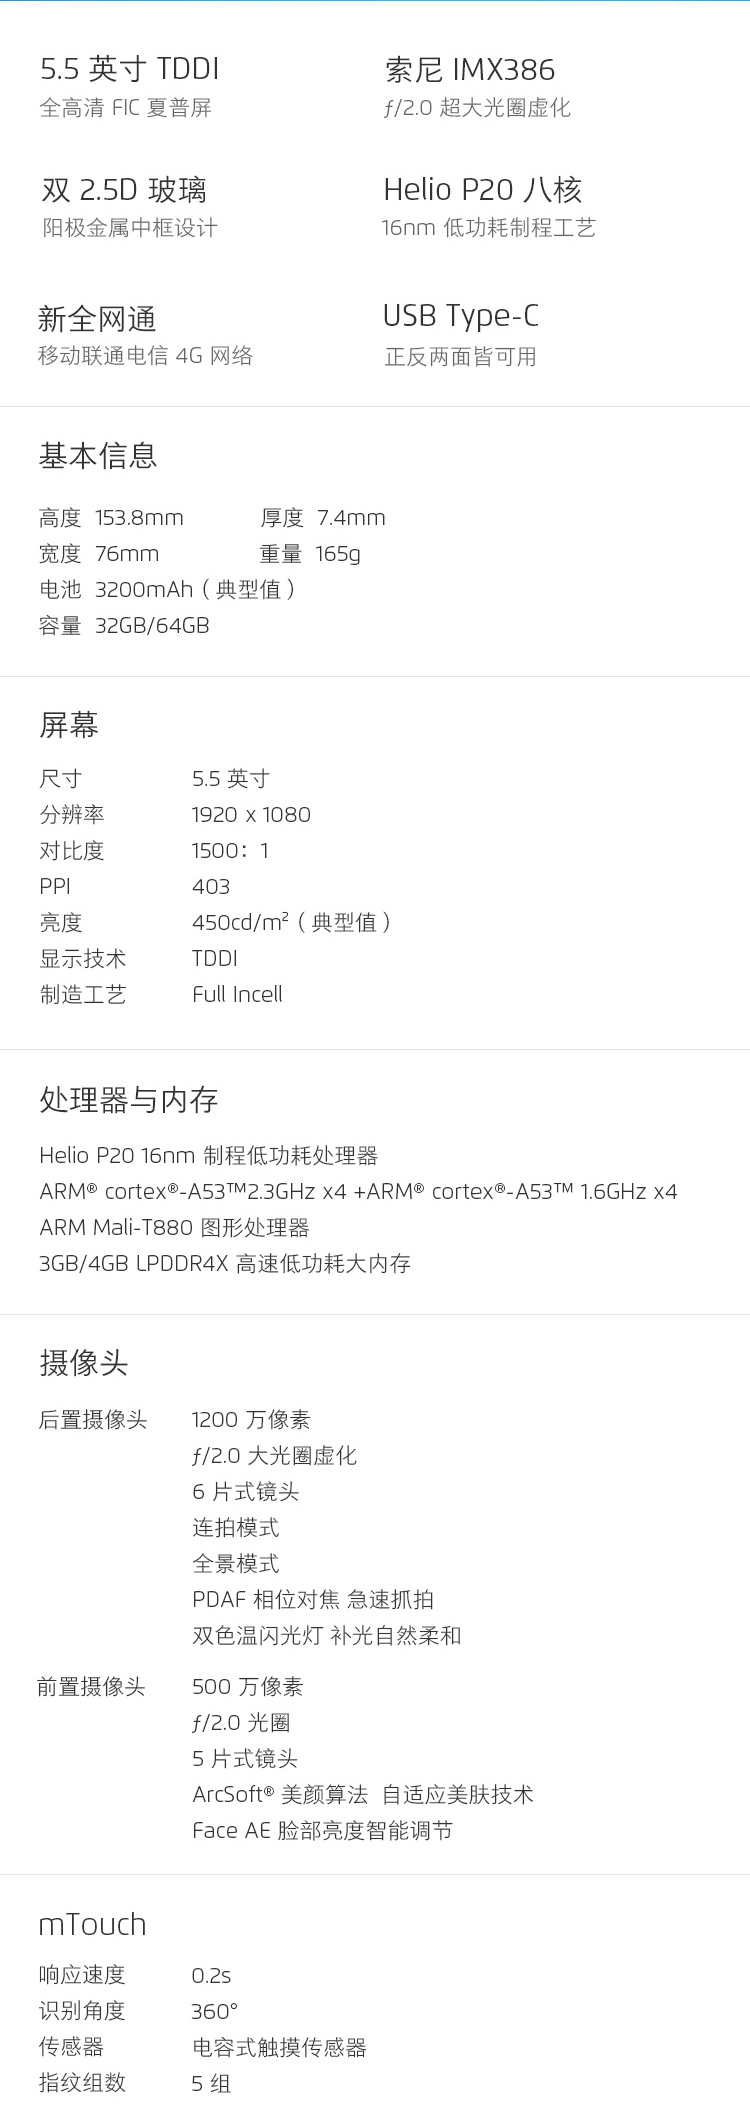 5.5 英寸 TDDI
全高清 FIC 夏普屏
索尼 IMX386
ƒ/2.0 超大光圈虚化
双 2.5D 玻璃
阳极金属中框设计
Helio P20 八核
16nm 低功耗制程工艺
新全网通
移动联通电信 4G 网络
USB Type-C
正反两面皆可用
基本信息
高度 153.8mm 厚度 7.4mm
宽度 76mm 重量 165g
电池 3200mAh（典型值）
容量 32GB/64GB
屏幕
尺寸 5.5 英寸
分辨率 1920 x 1080
对比度 1500：1
PPI 403
亮度 450cd/m²（典型值）
显示技术 TDDI
制造工艺 Full Incell
处理器与内存
Helio P20 16nm 制程低功耗处理器
ARM® cortex®-A53™2.3GHz x4 +ARM® cortex®-A53™ 1.6GHz x4
ARM Mali-T880 图形处理器
3GB/4GB LPDDR4X 高速低功耗大内存
摄像头
后置摄像头 1200 万像素
ƒ/2.0 大光圈虚化
6 片式镜头
连拍模式
全景模式
PDAF 相位对焦 急速抓拍
双色温闪光灯 补光自然柔和
前置摄像头 500 万像素
ƒ/2.0 光圈
5 片式镜头
ArcSoft® 美颜算法 自适应美肤技术
Face AE 脸部亮度智能调节
mTouch
响应速度 0.2s
识别角度 360°
传感器 电容式触摸传感器
指纹组数 5 组